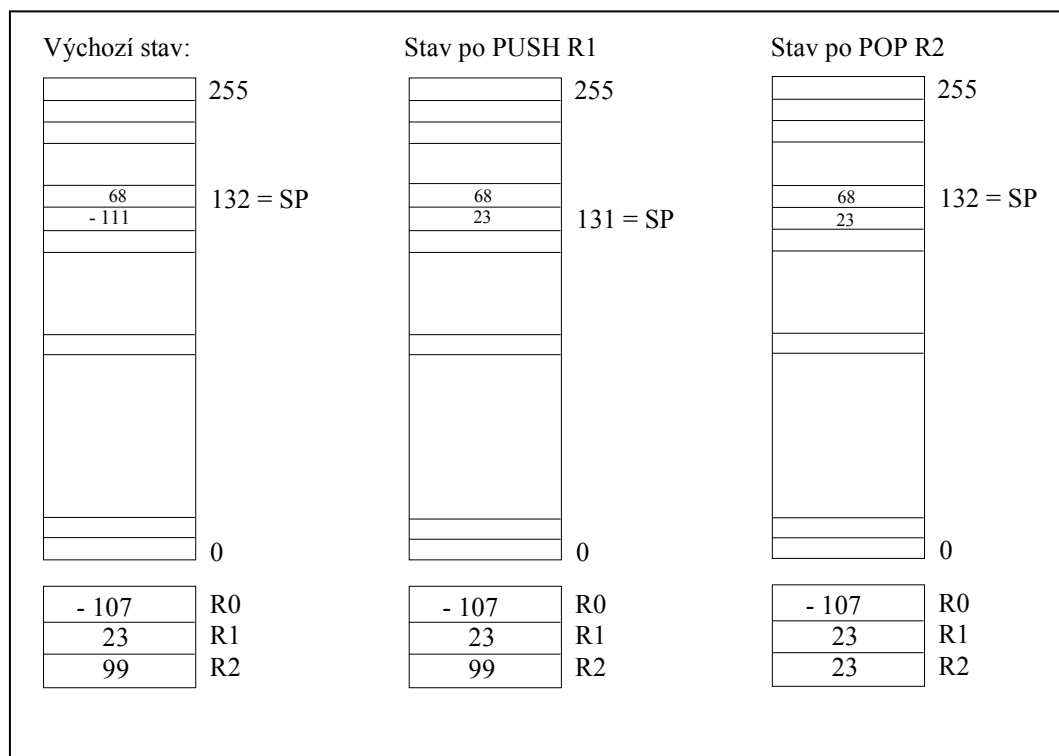 Výchozí stav:
255
68
132 = SP
- 111
0
- 107 R0
23 R1
99 R2
Stav po PUSH R1
255
68
23
131 = SP
0
- 107 R0
23 R1
99 R2
Stav po POP R2
255
68
132 = SP
23
0
- 107 R0
23 R1
23 R2